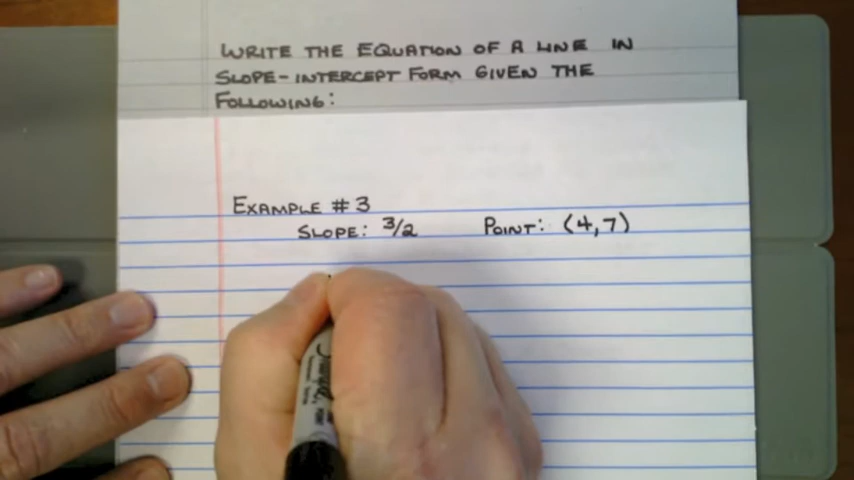 WRITE THE EQUATION OF A LINE IN
SLOPE-INTERCEPT FORM GIVEN THE
FOLLOWING:
EXAMPLE #3
SLOPE: 3/2 POINT: (4,7)